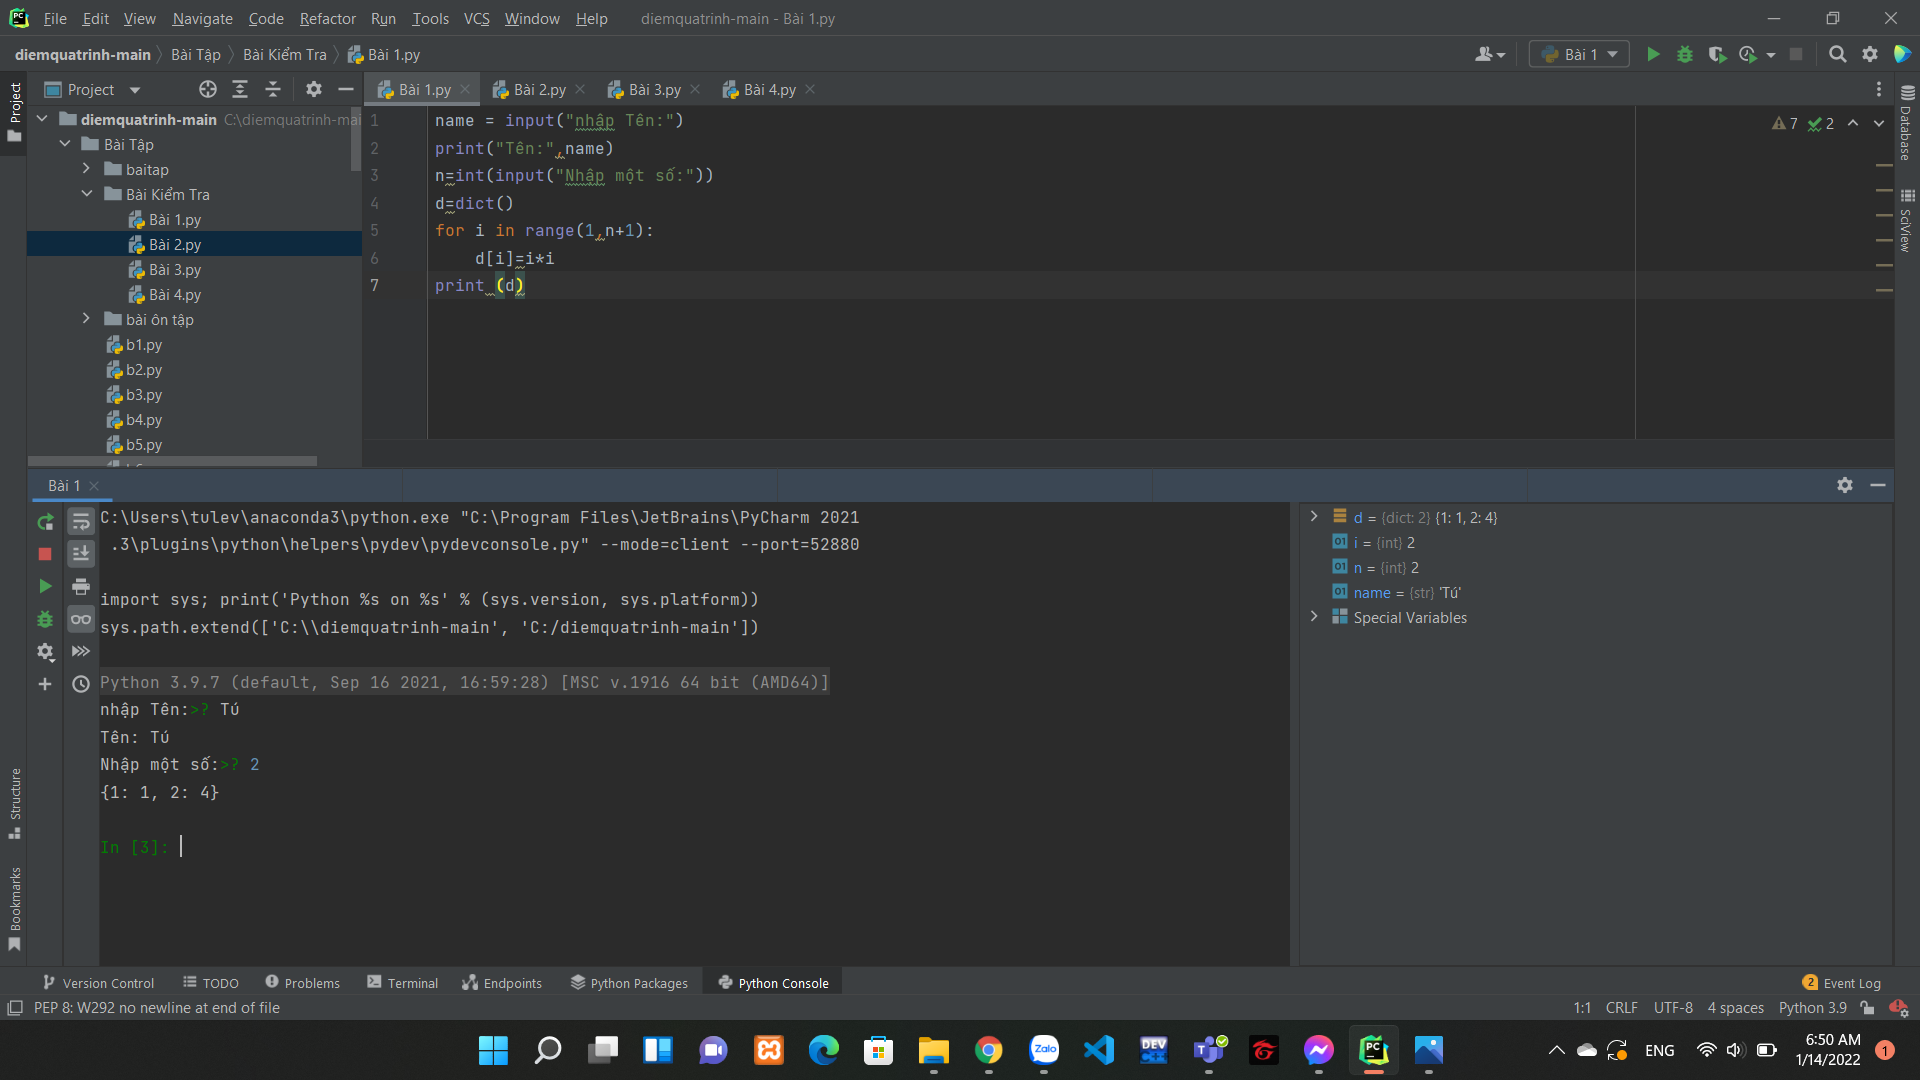 File Edit View Navigate Code Refactor Run Tools VCS Window Help diemquatrinh-main - Bài 1.py
diemquatrinh-main Bài Tập Bài Kiểm Tra Bài 1.py Bài 1
Project Bài 1.py Bài 2.py Bài 3.py Bài 4.py
Project
diemquatrinh-main C:\diemquatrinh-mai
Bài Tập
baitap
Bài Kiểm Tra
Bài 1.py
Bài 2.py
Bài 3.py
Bài 4.py
bài ôn tập
b1.py
b2.py
b3.py
b4.py
b5.py
1 name = input("nhập Tên:")
2 print("Tên:",name)
3 n=int(input("Nhập một số:"))
4 d=dict()
5 for i in range(1,n+1):
6 d[i]=i*i
7 print (d)
7 2
Database
SciView
Bài 1
C:\Users\tulev\anaconda3\python.exe "C:\Program Files\JetBrains\PyCharm 2021
.3\plugins\python\helpers\pydev\pydevconsole.py" --mode=client --port=52880
import sys; print('Python %s on %s' % (sys.version, sys.platform))
sys.path.extend(['C:\\diemquatrinh-main', 'C:/diemquatrinh-main'])
Python 3.9.7 (default, Sep 16 2021, 16:59:28) [MSC v.1916 64 bit (AMD64)]
nhập Tên:>? Tú
Tên: Tú
Nhập một số:>? 2
{1: 1, 2: 4}
In [3]:
d = {dict: 2} {1: 1, 2: 4}
i = {int} 2
n = {int} 2
name = {str} 'Tú'
Special Variables
Structure
Bookmarks
Version Control TODO Problems Terminal Endpoints Python Packages Python Console 2 Event Log
PEP 8: W292 no newline at end of file 1:1 CRLF UTF-8 4 spaces Python 3.9
Zalo DEV C++ PC
ENG 6:50 AM 1
1/14/2022